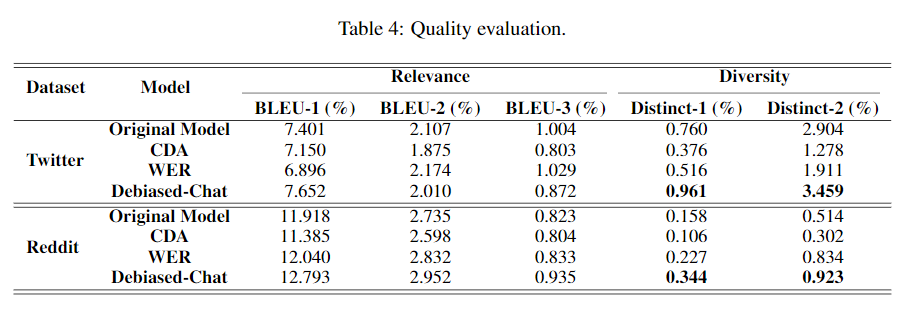 Table 4: Quality evaluation.
Dataset Model Relevance Diversity
BLEU-1 (%) BLEU-2 (%) BLEU-3 (%) Distinct-1 (%) Distinct-2 (%)
Twitter
Original Model 7.401 2.107 1.004 0.760 2.904
CDA 7.150 1.875 0.803 0.376 1.278
WER 6.896 2.174 1.029 0.516 1.911
Debiased-Chat 7.652 2.010 0.872 0.961 3.459
Reddit
Original Model 11.918 2.735 0.823 0.158 0.514
CDA 11.385 2.598 0.804 0.106 0.302
WER 12.040 2.832 0.833 0.227 0.834
Debiased-Chat 12.793 2.952 0.935 0.344 0.923